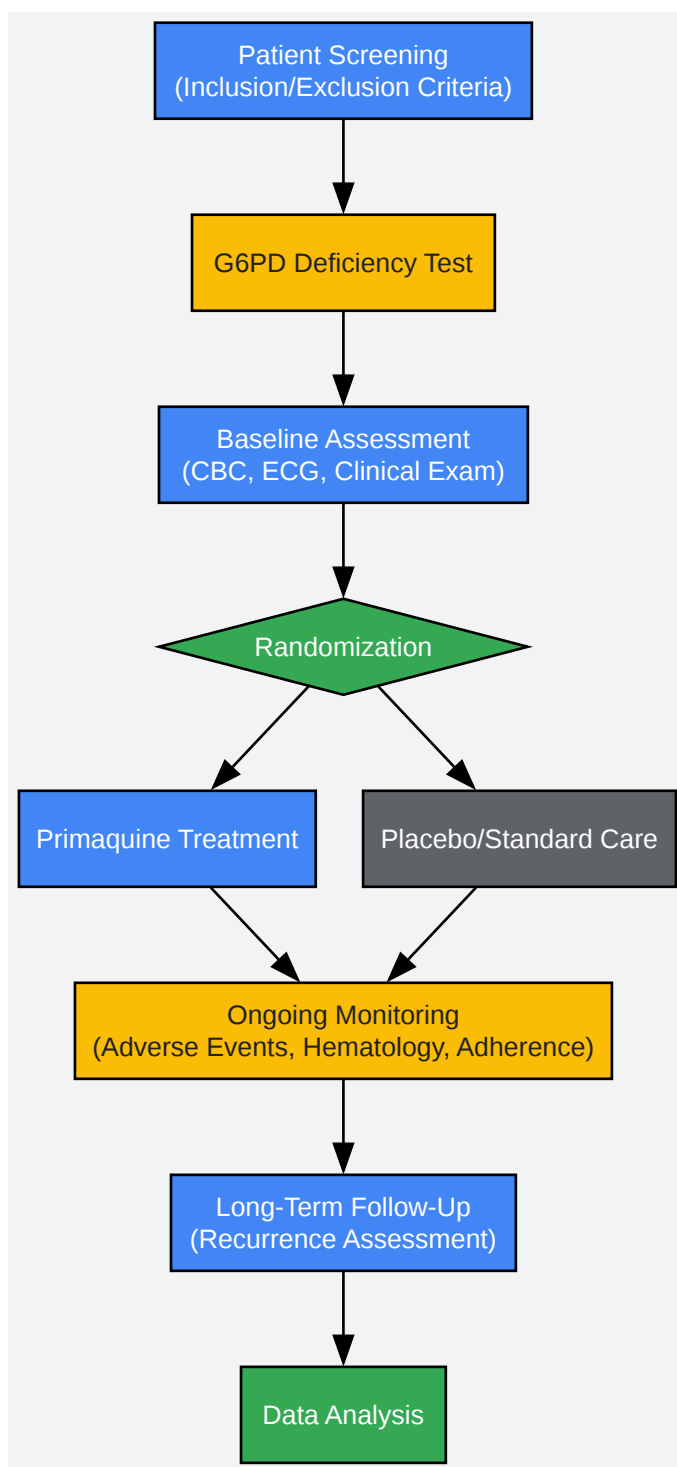 Patient Screening
(Inclusion/Exclusion Criteria)
G6PD Deficiency Test
Baseline Assessment
(CBC, ECG, Clinical Exam)
Randomization
Primaquine Treatment
Placebo/Standard Care
Ongoing Monitoring
(Adverse Events, Hematology, Adherence)
Long-Term Follow-Up
(Recurrence Assessment)
Data Analysis